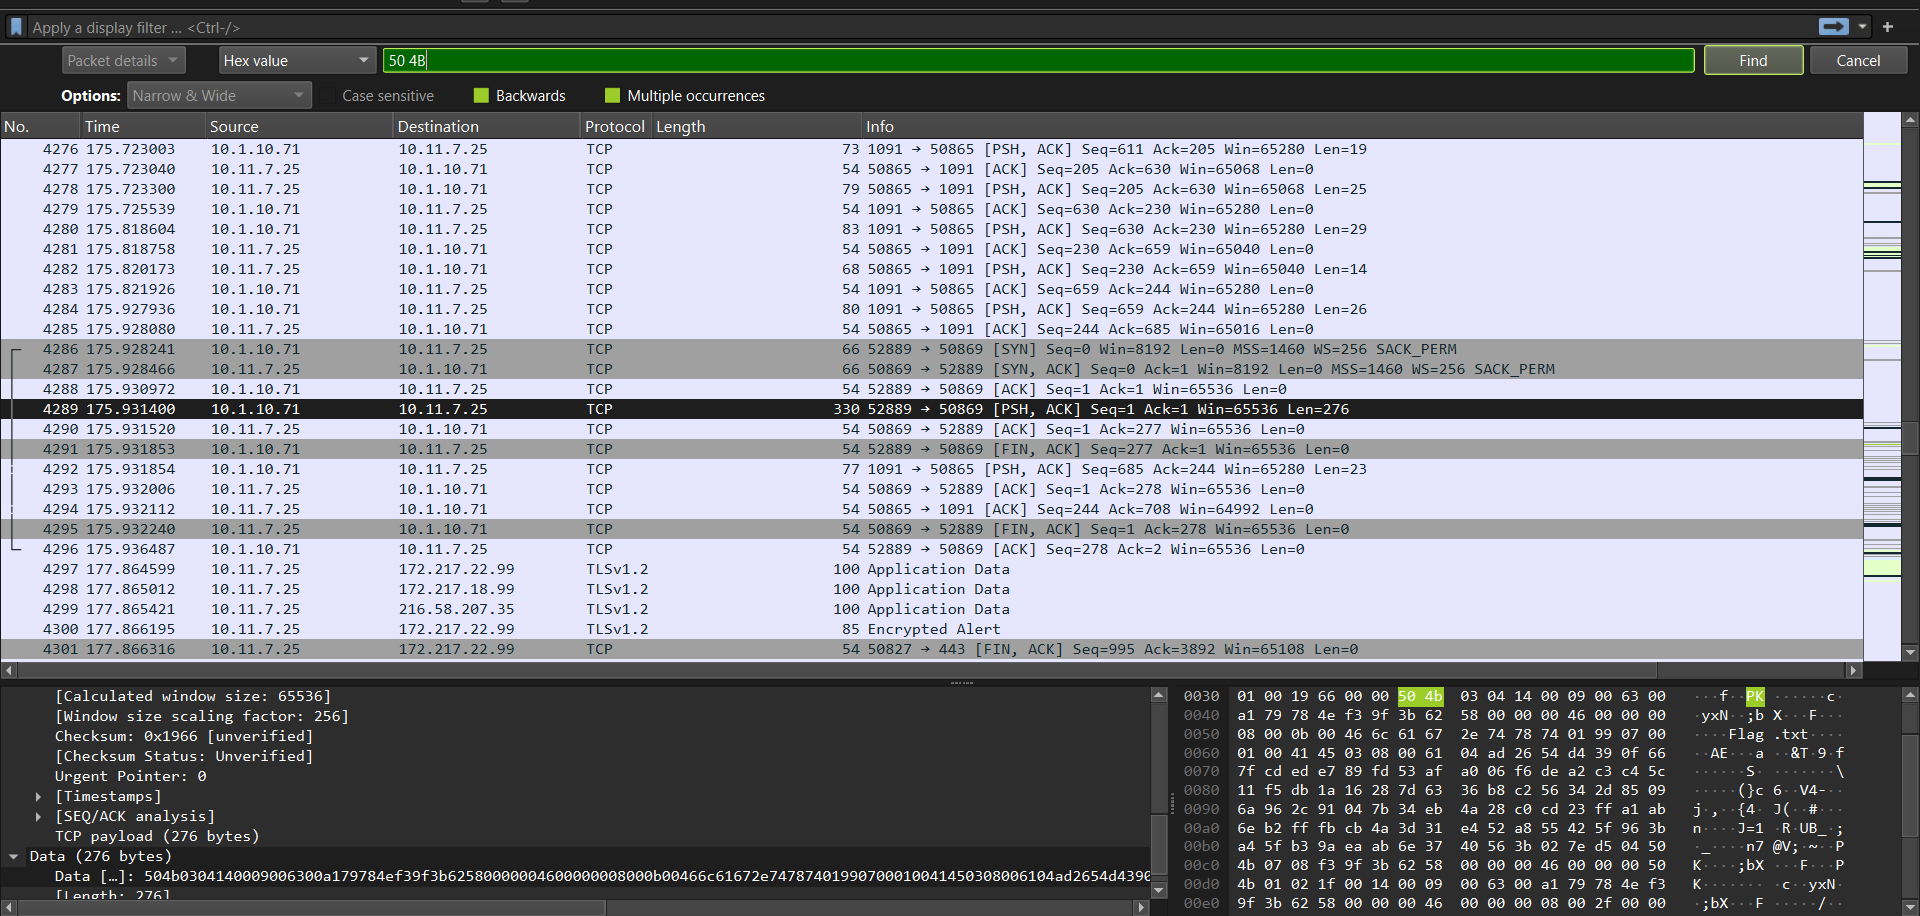 Apply a display filter ... <Ctrl-/>
+
Packet details Hex value 50 4B Find Cancel
Options: Narrow & Wide Case sensitive Backwards Multiple occurrences
No. Time Source Destination Protocol Length Info
4276 175.723003 10.1.10.71 10.11.7.25 TCP 73 1091 → 50865 [PSH, ACK] Seq=611 Ack=205 Win=65280 Len=19
4277 175.723040 10.11.7.25 10.1.10.71 TCP 54 50865 → 1091 [ACK] Seq=205 Ack=630 Win=65068 Len=0
4278 175.723300 10.11.7.25 10.1.10.71 TCP 79 50865 → 1091 [PSH, ACK] Seq=205 Ack=630 Win=65068 Len=25
4279 175.725539 10.1.10.71 10.11.7.25 TCP 54 1091 → 50865 [ACK] Seq=630 Ack=230 Win=65280 Len=0
4280 175.818604 10.1.10.71 10.11.7.25 TCP 83 1091 → 50865 [PSH, ACK] Seq=630 Ack=230 Win=65280 Len=29
4281 175.818758 10.11.7.25 10.1.10.71 TCP 54 50865 → 1091 [ACK] Seq=230 Ack=659 Win=65040 Len=0
4282 175.820173 10.11.7.25 10.1.10.71 TCP 68 50865 → 1091 [PSH, ACK] Seq=230 Ack=659 Win=65040 Len=14
4283 175.821926 10.1.10.71 10.11.7.25 TCP 54 1091 → 50865 [ACK] Seq=659 Ack=244 Win=65280 Len=0
4284 175.927936 10.1.10.71 10.11.7.25 TCP 80 1091 → 50865 [PSH, ACK] Seq=659 Ack=244 Win=65280 Len=26
4285 175.928080 10.11.7.25 10.1.10.71 TCP 54 50865 → 1091 [ACK] Seq=244 Ack=685 Win=65016 Len=0
4286 175.928241 10.1.10.71 10.11.7.25 TCP 66 52889 → 50869 [SYN] Seq=0 Win=8192 Len=0 MSS=1460 WS=256 SACK_PERM
4287 175.928466 10.11.7.25 10.1.10.71 TCP 66 50869 → 52889 [SYN, ACK] Seq=0 Ack=1 Win=8192 Len=0 MSS=1460 WS=256 SACK_PERM
4288 175.930972 10.1.10.71 10.11.7.25 TCP 54 52889 → 50869 [ACK] Seq=1 Ack=1 Win=65536 Len=0
4289 175.931400 10.1.10.71 10.11.7.25 TCP 330 52889 → 50869 [PSH, ACK] Seq=1 Ack=1 Win=65536 Len=276
4290 175.931520 10.11.7.25 10.1.10.71 TCP 54 50869 → 52889 [ACK] Seq=1 Ack=277 Win=65536 Len=0
4291 175.931853 10.1.10.71 10.11.7.25 TCP 54 52889 → 50869 [FIN, ACK] Seq=277 Ack=1 Win=65536 Len=0
4292 175.931854 10.1.10.71 10.11.7.25 TCP 77 1091 → 50865 [PSH, ACK] Seq=685 Ack=244 Win=65280 Len=23
4293 175.932006 10.11.7.25 10.1.10.71 TCP 54 50869 → 52889 [ACK] Seq=1 Ack=278 Win=65536 Len=0
4294 175.932112 10.11.7.25 10.1.10.71 TCP 54 50865 → 1091 [ACK] Seq=244 Ack=708 Win=64992 Len=0
4295 175.932240 10.11.7.25 10.1.10.71 TCP 54 50869 → 52889 [FIN, ACK] Seq=1 Ack=278 Win=65536 Len=0
4296 175.936487 10.1.10.71 10.11.7.25 TCP 54 52889 → 50869 [ACK] Seq=278 Ack=2 Win=65536 Len=0
4297 177.864599 10.11.7.25 172.217.22.99 TLSv1.2 100 Application Data
4298 177.865012 10.11.7.25 172.217.18.99 TLSv1.2 100 Application Data
4299 177.865421 10.11.7.25 216.58.207.35 TLSv1.2 100 Application Data
4300 177.866195 10.11.7.25 172.217.22.99 TLSv1.2 85 Encrypted Alert
4301 177.866316 10.11.7.25 172.217.22.99 TCP 54 50827 → 443 [FIN, ACK] Seq=995 Ack=3892 Win=65108 Len=0
[Calculated window size: 65536]
[Window size scaling factor: 256]
Checksum: 0x1966 [unverified]
[Checksum Status: Unverified]
Urgent Pointer: 0
[Timestamps]
[SEQ/ACK analysis]
TCP payload (276 bytes)
Data (276 bytes)
Data […]: 504b0304140009006300a179784ef39f3b62580000004600000008000b00466c61672e7478740199070001004145030800​6104ad2654d4390
[Length: 276]
0030 01 00 19 66 00 00 50 4b 03 04 14 00 09 00 63 00 ···f··PK ······c·
0040 a1 79 78 4e f3 9f 3b 62 58 00 00 00 46 00 00 00 ·yxN··;b X···F···
0050 08 00 0b 00 46 6c 61 67 2e 74 78 74 01 99 07 00 ····Flag .txt····
0060 01 00 41 45 03 08 00 61 04 ad 26 54 d4 39 0f 66 ··AE···a ··&T·9·f
0070 7f cd ed e7 89 fd 53 af a0 06 f6 de a2 c3 c4 5c ······S· ·······\
0080 11 f5 db 1a 16 28 7d 63 36 b8 c2 56 34 2d 85 09 ·····(}c 6··V4-··
0090 6a 96 2c 91 04 7b 34 eb 4a 28 c0 cd 23 ff a1 ab j·,··{4· J(··#···
00a0 6e b2 ff fb cb 4a 3d 31 e4 52 a8 55 42 5f 96 3b n····J=1 ·R·UB_·;
00b0 a4 5f b3 9a ea ab 6e 37 40 56 3b 02 7e d5 04 50 ·_····n7 @V;·~··P
00c0 4b 07 08 f3 9f 3b 62 58 00 00 00 46 00 00 00 50 K····;bX ···F···P
00d0 4b 01 02 1f 00 14 00 09 00 63 00 a1 79 78 4e f3 K······· ·c··yxN·
00e0 9f 3b 62 58 00 00 00 46 00 00 00 08 00 2f 00 00 ·;bX···F ·····/··